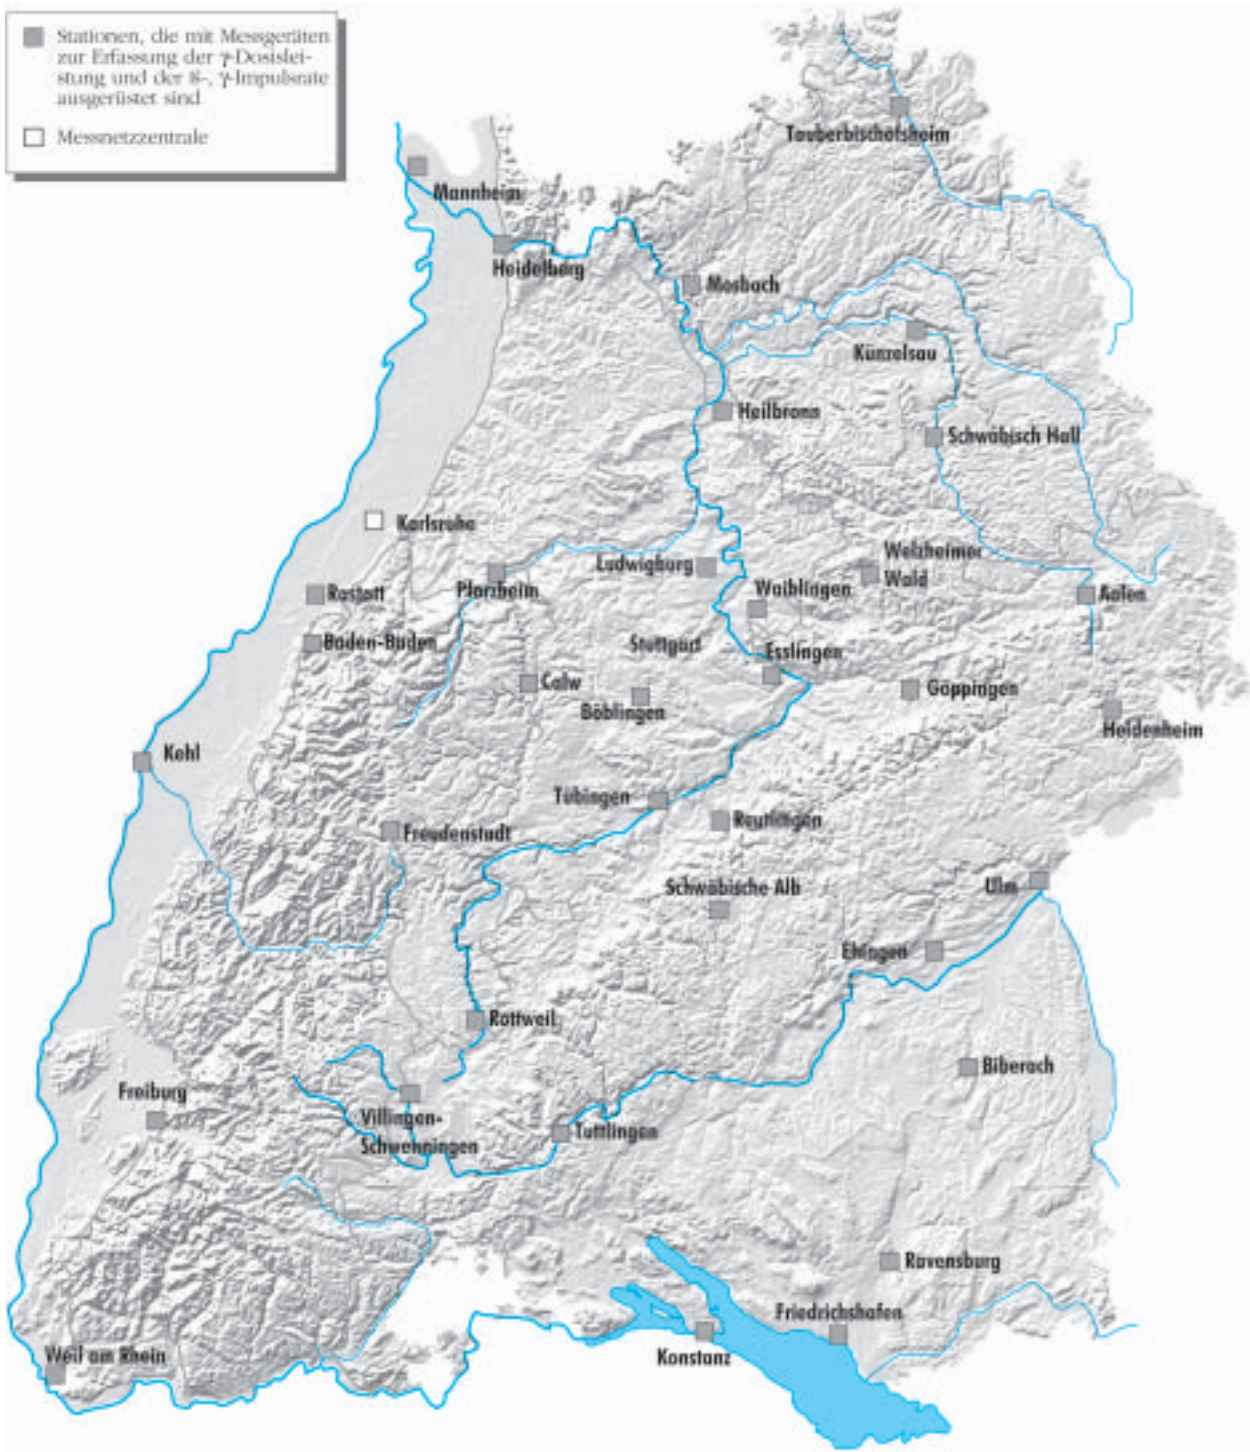 Stationen, die mit Messgeräten
zur Erfassung der γ-Dosislei-
stung und der ß-, γ-Impulsrate
ausgerüstet sind
Messnetzzentrale
Tauberbischofsheim
Mannheim
Heidelberg
Mosbach
Künzelsau
Heilbronn
Schwäbisch Hall
Karlsruhe
Welzheimer
Wald
Ludwigburg
Pforzheim
Waiblingen
Rastatt
Aalen
Baden-Baden
Stuttgart
Esslingen
Calw
Böblingen
Göppingen
Heidenheim
Kehl
Tübingen
Reutlingen
Freudenstadt
Schwäbische Alb
Ulm
Ehingen
Rottweil
Biberach
Freiburg
Villingen-
Schwenningen
Tuttlingen
Ravensburg
Friedrichshafen
Konstanz
Weil am Rhein